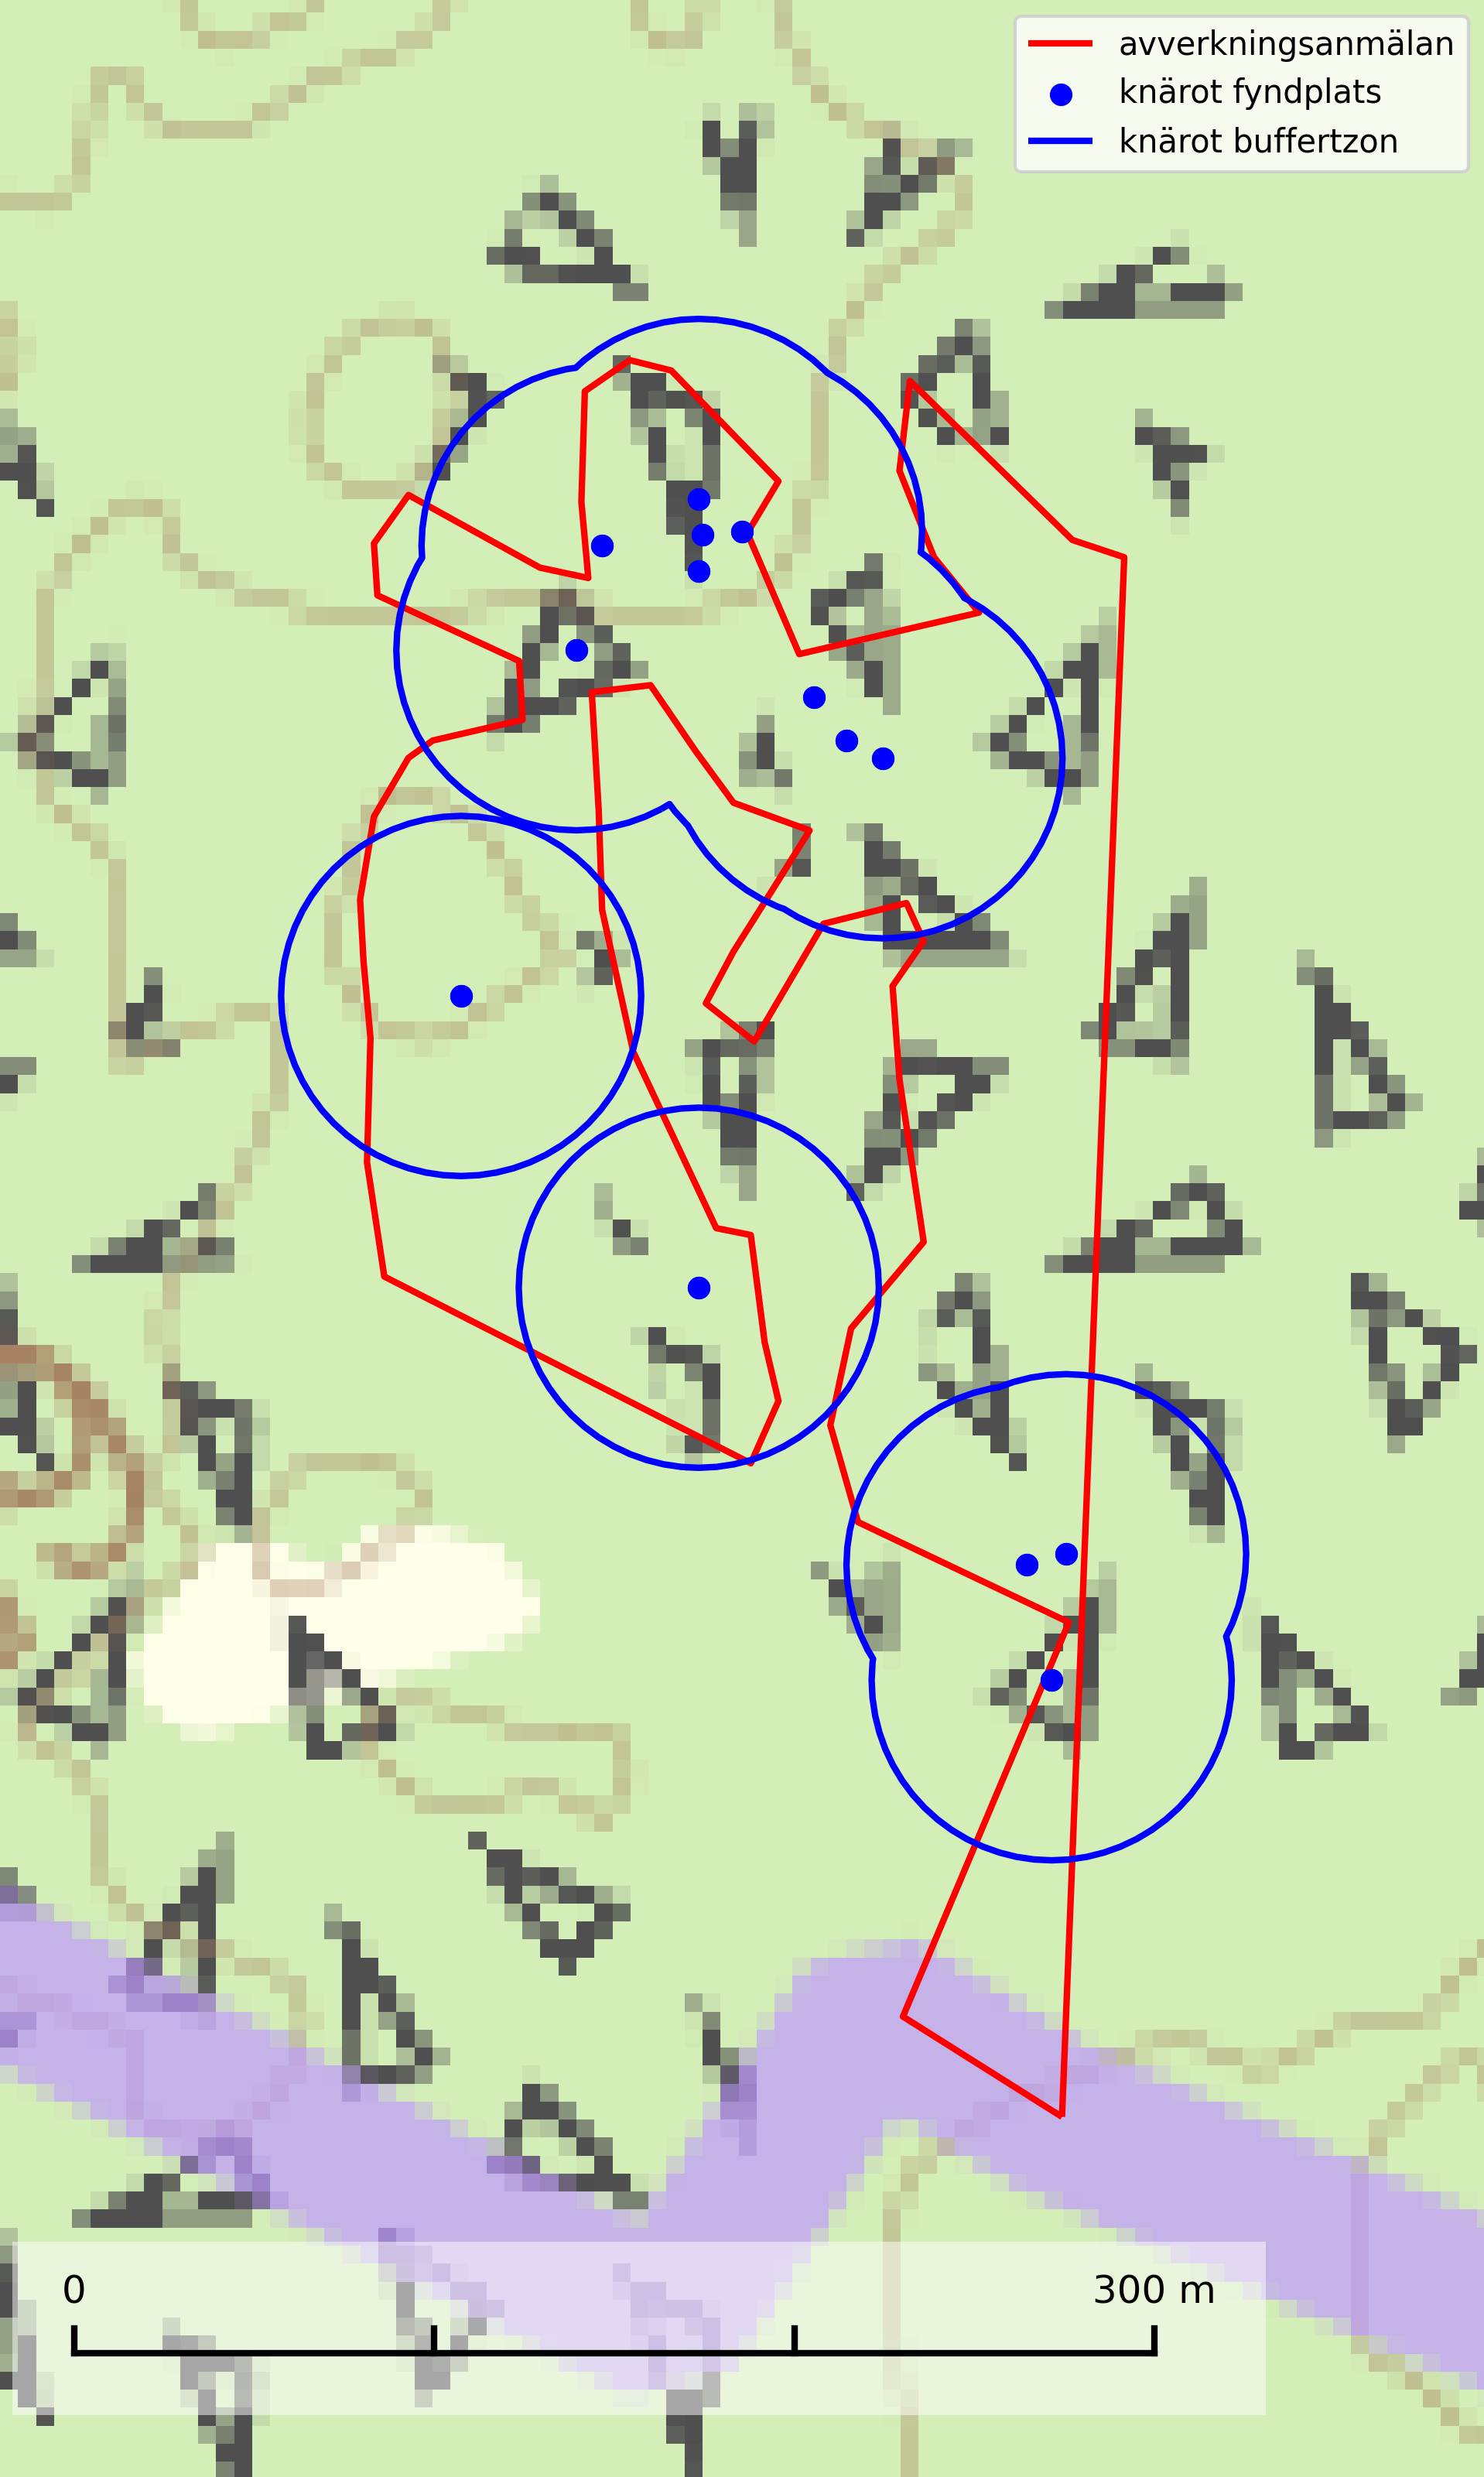 avverkningsanmälan
knärot fyndplats
knärot buffertzon
0
300 m